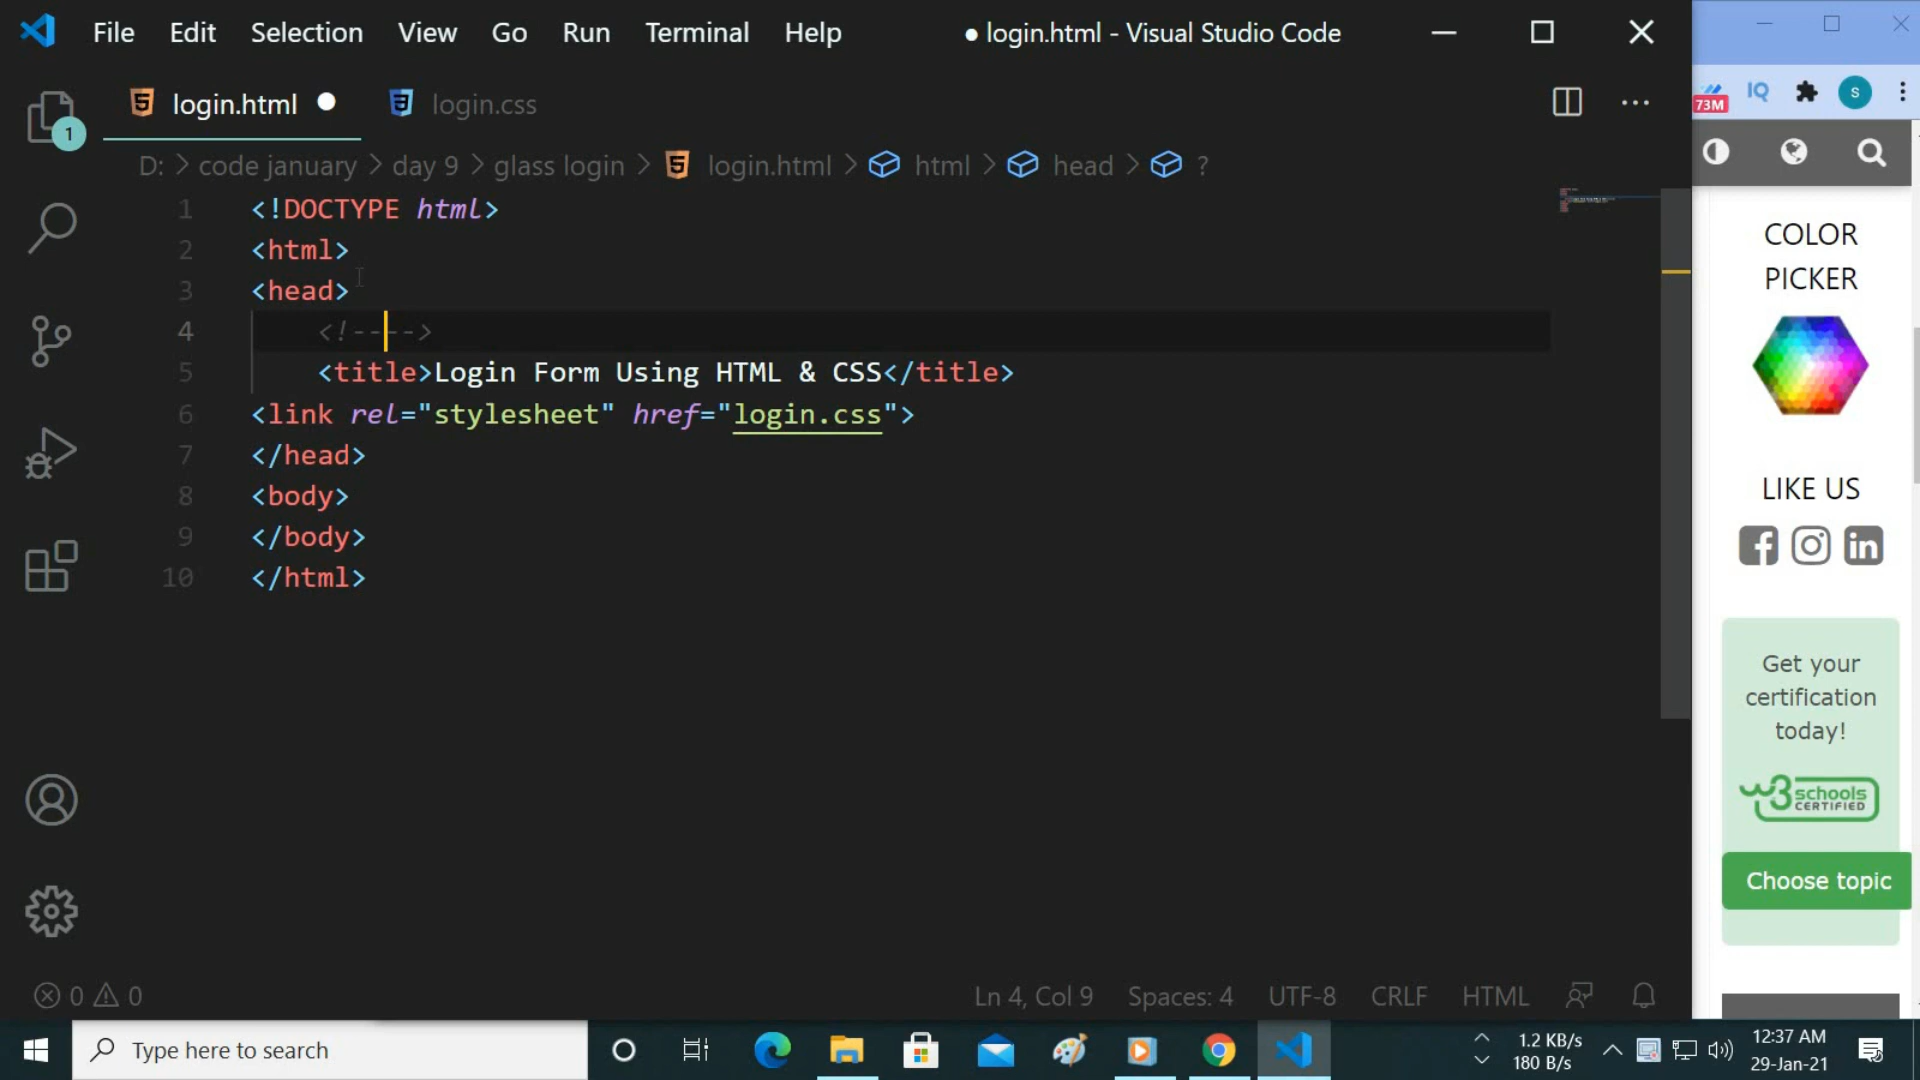 File Edit Selection View Go Run Terminal Help ● login.html - Visual Studio Code
login.html ● login.css
D: > code january > day 9 > glass login > login.html > html > head > ?
1 <!DOCTYPE html>
2 <html>
3 <head>
4 <!---->
5 <title>Login Form Using HTML & CSS</title>
6 <link rel="stylesheet" href="login.css">
7 </head>
8 <body>
9 </body>
10 </html>
1
0 0
Ln 4, Col 9 Spaces: 4 UTF-8 CRLF HTML
73M IQ s
COLOR
PICKER
LIKE US
Get your
certification
today!
w3schools
CERTIFIED
Choose topic
Type here to search
1.2 KB/s
180 B/s
12:37 AM
29-Jan-21